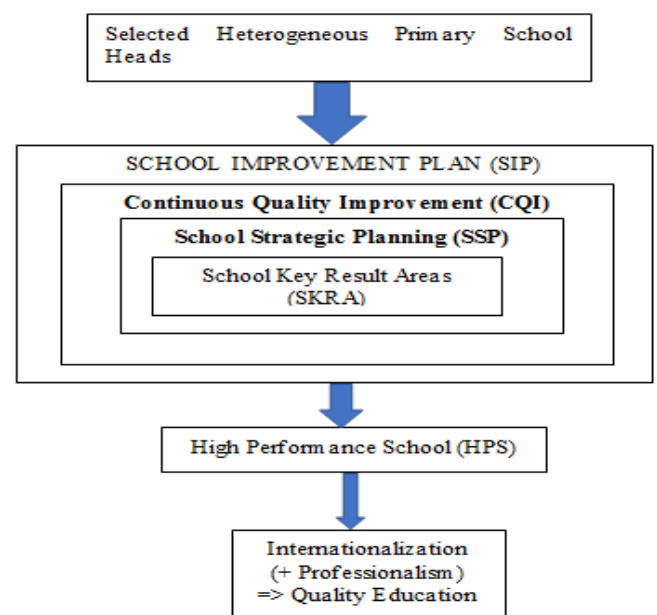 Selected Heterogeneous Primary School
Heads
SCHOOL IMPROVEMENT PLAN (SIP)
Continuous Quality Improvement (CQI)
School Strategic Planning (SSP)
School Key Result Areas
(SKRA)
High Performance School (HPS)
Internationalization
(+ Professionalism)
=> Quality Education